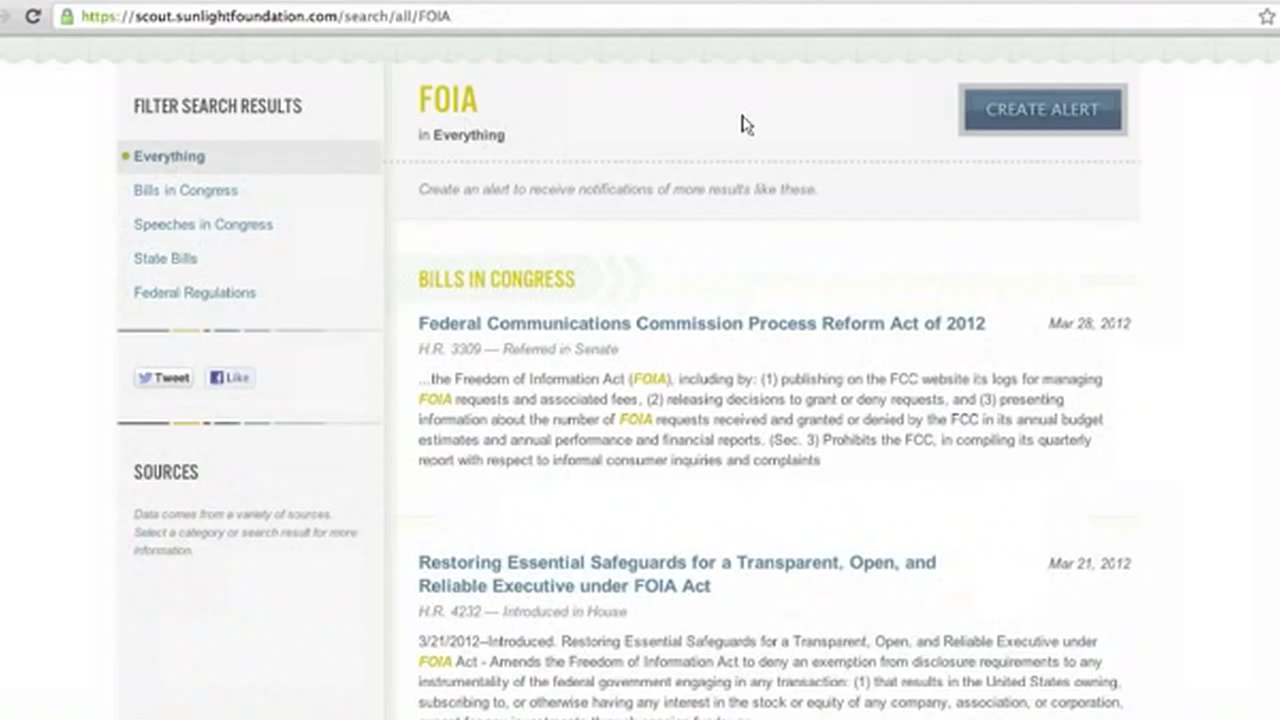 https://scout.sunlightfoundation.com/search/all/FOIA
FILTER SEARCH RESULTS
Everything
Bills in Congress
Speeches in Congress
State Bills
Federal Regulations
Tweet Like
SOURCES
Data comes from a variety of sources.
Select a category or search result for more
information.
FOIA
in Everything
CREATE ALERT
Create an alert to receive notifications of more results like these.
BILLS IN CONGRESS
Federal Communications Commission Process Reform Act of 2012 Mar 28, 2012
H.R. 3309 — Referred in Senate
...the Freedom of Information Act (FOIA), including by: (1) publishing on the FCC website its logs for managing
FOIA requests and associated fees, (2) releasing decisions to grant or deny requests, and (3) presenting
information about the number of FOIA requests received and granted or denied by the FCC in its annual budget
estimates and annual performance and financial reports. (Sec. 3) Prohibits the FCC, in compiling its quarterly
report with respect to informal consumer inquiries and complaints
Restoring Essential Safeguards for a Transparent, Open, and Mar 21, 2012
Reliable Executive under FOIA Act
H.R. 4232 — Introduced in House
3/21/2012--Introduced. Restoring Essential Safeguards for a Transparent, Open, and Reliable Executive under
FOIA Act - Amends the Freedom of Information Act to deny an exemption from disclosure requirements to any
instrumentality of the federal government engaging in any transaction: (1) that results in the United States owning,
subscribing to, or otherwise having any interest in the stock or equity of any company, association, or corporation,